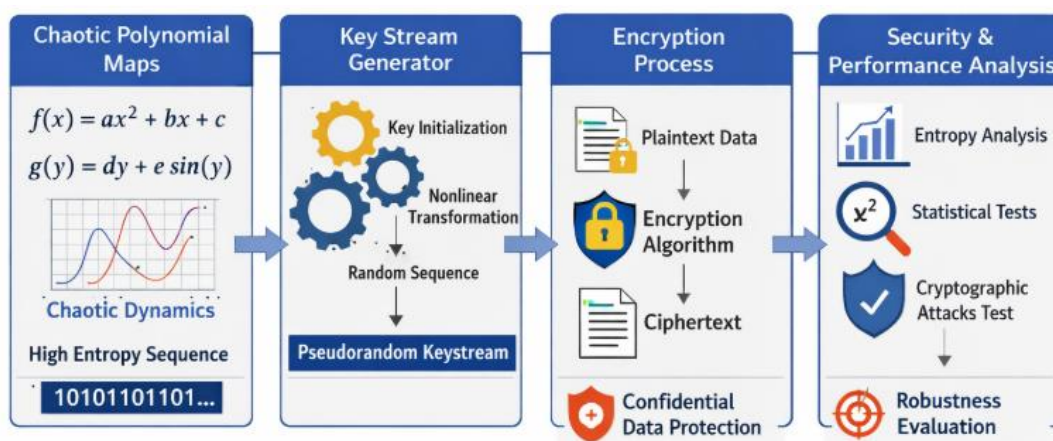 Chaotic Polynomial
Maps
f(x) = ax² + bx + c
g(y) = dy + e sin(y)
Chaotic Dynamics
High Entropy Sequence
10101101101...
Key Stream
Generator
Key Initialization
Nonlinear
Transformation
Random Sequence
Pseudorandom Keystream
Encryption
Process
Plaintext Data
Encryption
Algorithm
Ciphertext
Confidential
Data Protection
Security &
Performance Analysis
Entropy Analysis
x²
Statistical Tests
Cryptographic
Attacks Test
Robustness
Evaluation